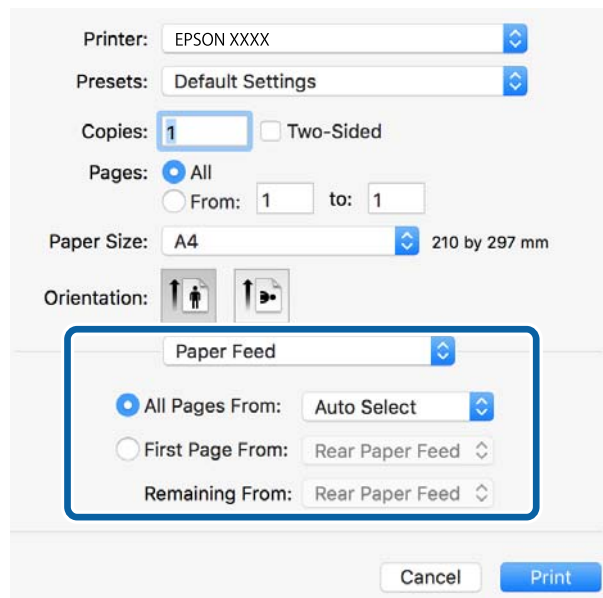 Printer: EPSON XXXX
Presets: Default Settings
Copies: 1 Two-Sided
Pages: All
From: 1 to: 1
Paper Size: A4 210 by 297 mm
Orientation:
Paper Feed
All Pages From: Auto Select
First Page From: Rear Paper Feed
Remaining From: Rear Paper Feed
Cancel Print